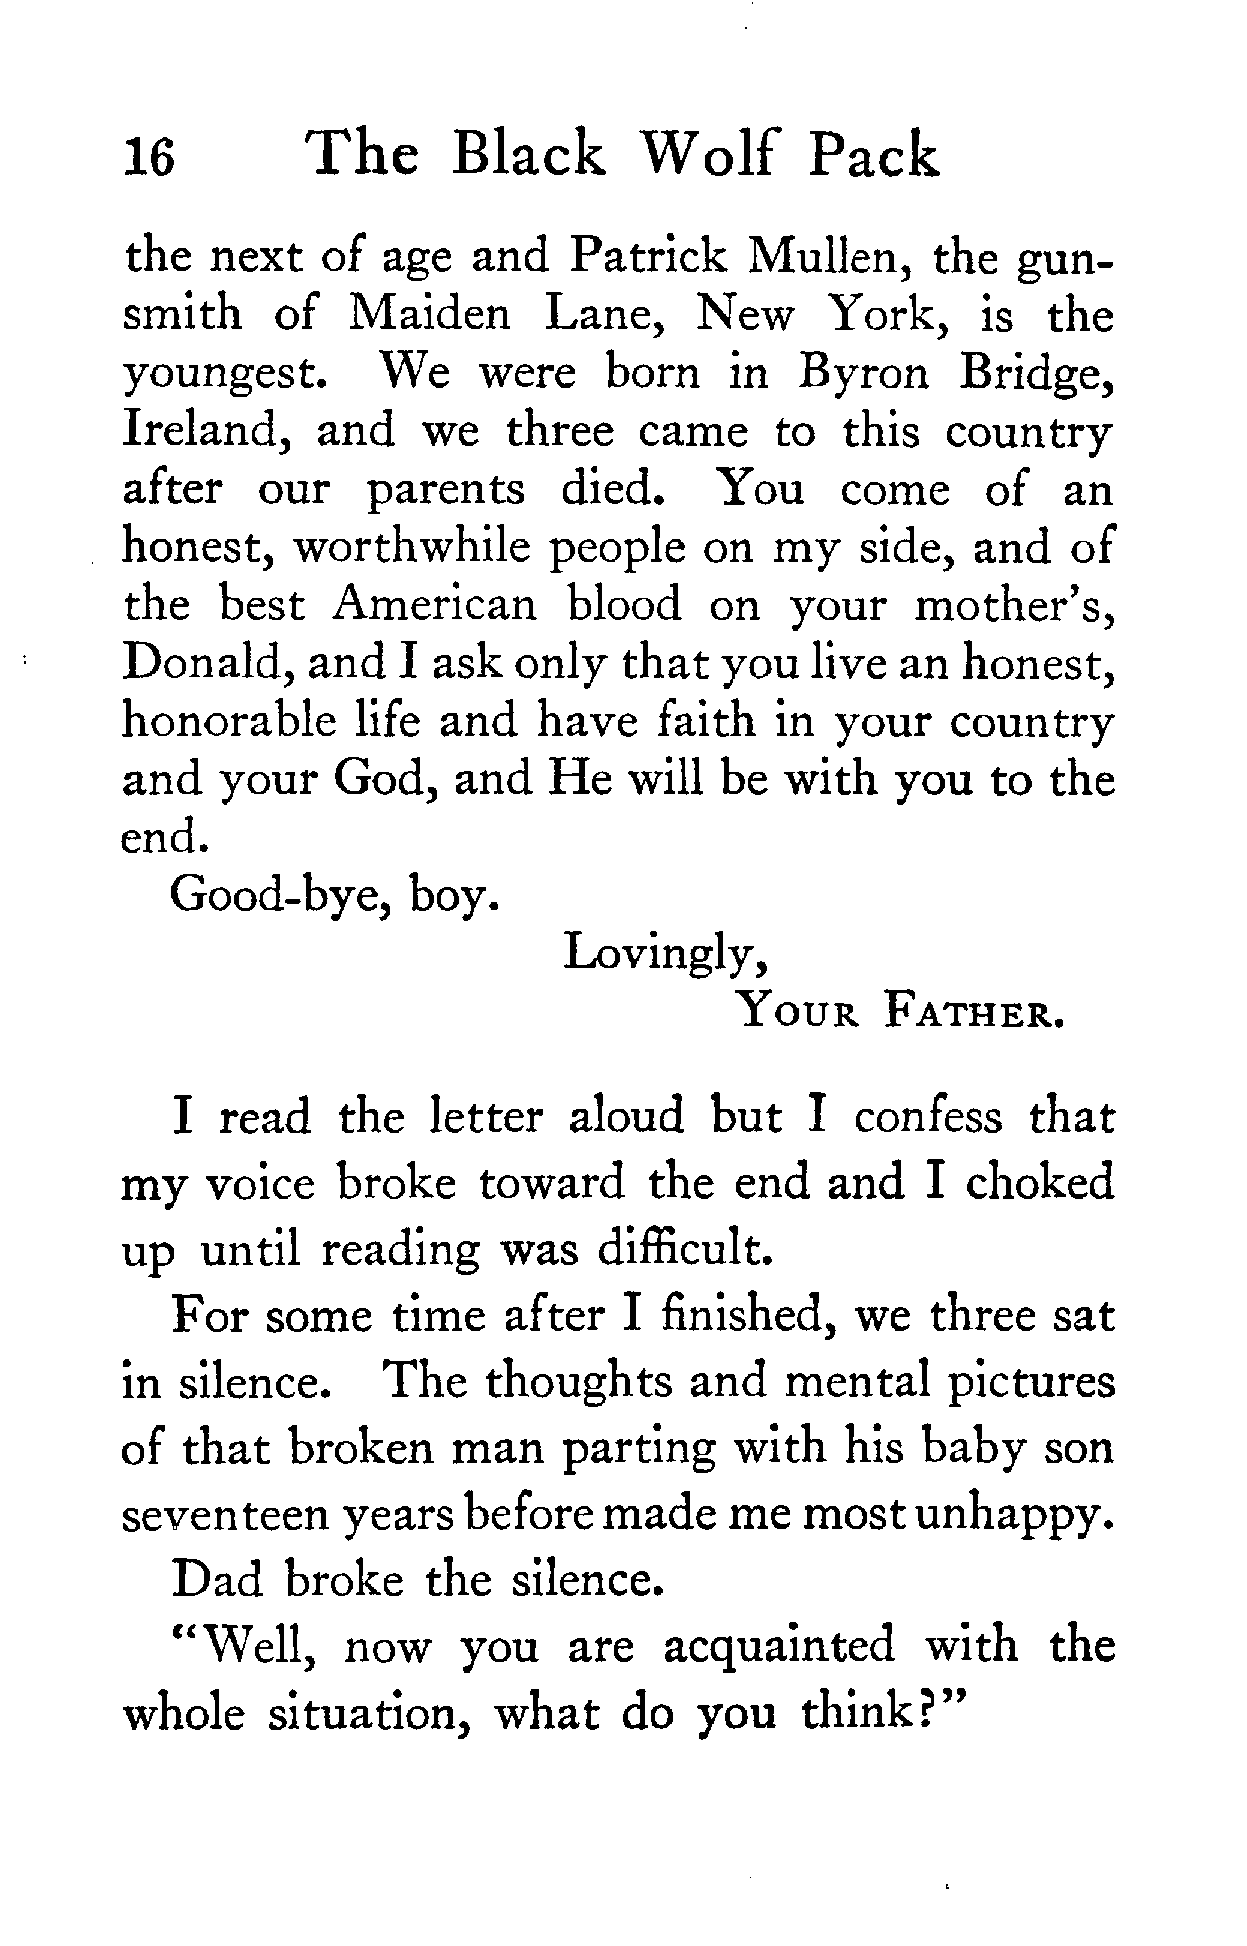 16 The Black Wolf Pack
the next of age and Patrick Mullen, the gun-
smith of Maiden Lane, New York, is the
youngest. We were born in Byron Bridge,
Ireland, and we three came to this country
after our parents died. You come of an
honest, worthwhile people on my side, and of
the best American blood on your mother's,
Donald, and I ask only that you live an honest,
honorable life and have faith in your country
and your God, and He will be with you to the
end.
Good-bye, boy.
Lovingly,
YOUR FATHER.
I read the letter aloud but I confess that
my voice broke toward the end and I choked
up until reading was difficult.
For some time after I finished, we three sat
in silence. The thoughts and mental pictures
of that broken man parting with his baby son
seventeen years before made me most unhappy.
Dad broke the silence.
"Well, now you are acquainted with the
whole situation, what do you think?"